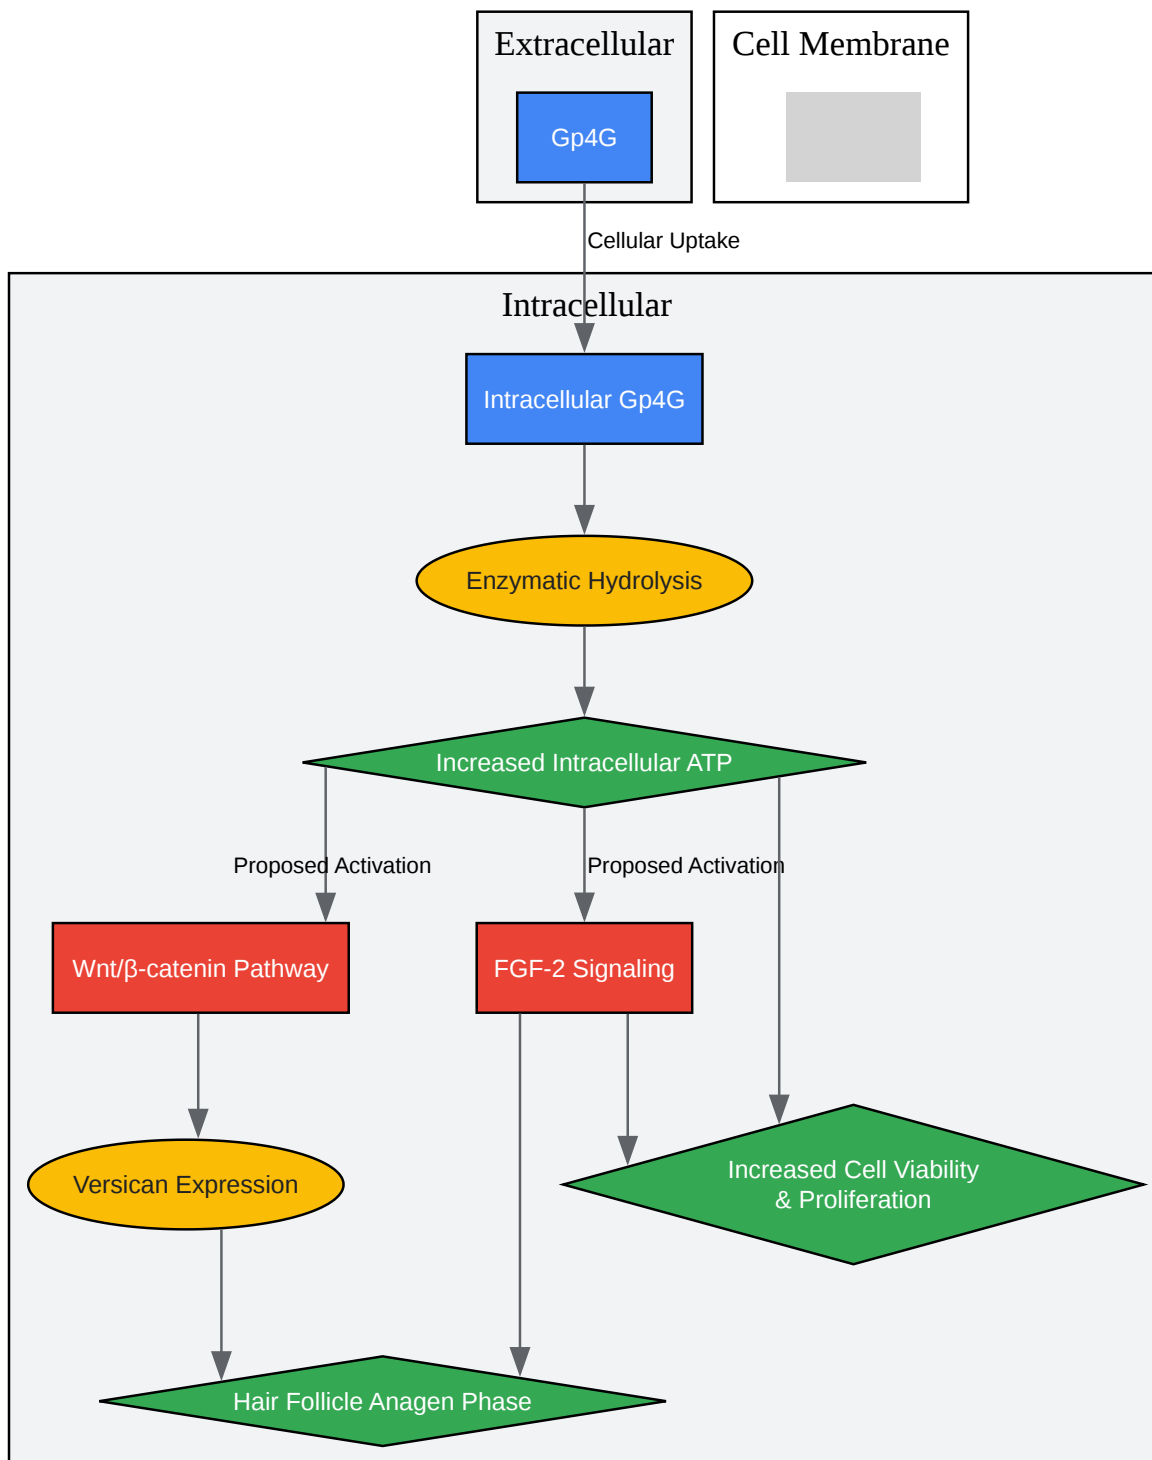 Extracellular
Cell Membrane
Gp4G
Cellular Uptake
Intracellular
Intracellular Gp4G
Enzymatic Hydrolysis
Increased Intracellular ATP
Proposed Activation
Proposed Activation
Wnt/β-catenin Pathway
FGF-2 Signaling
Increased Cell Viability
& Proliferation
Versican Expression
Hair Follicle Anagen Phase